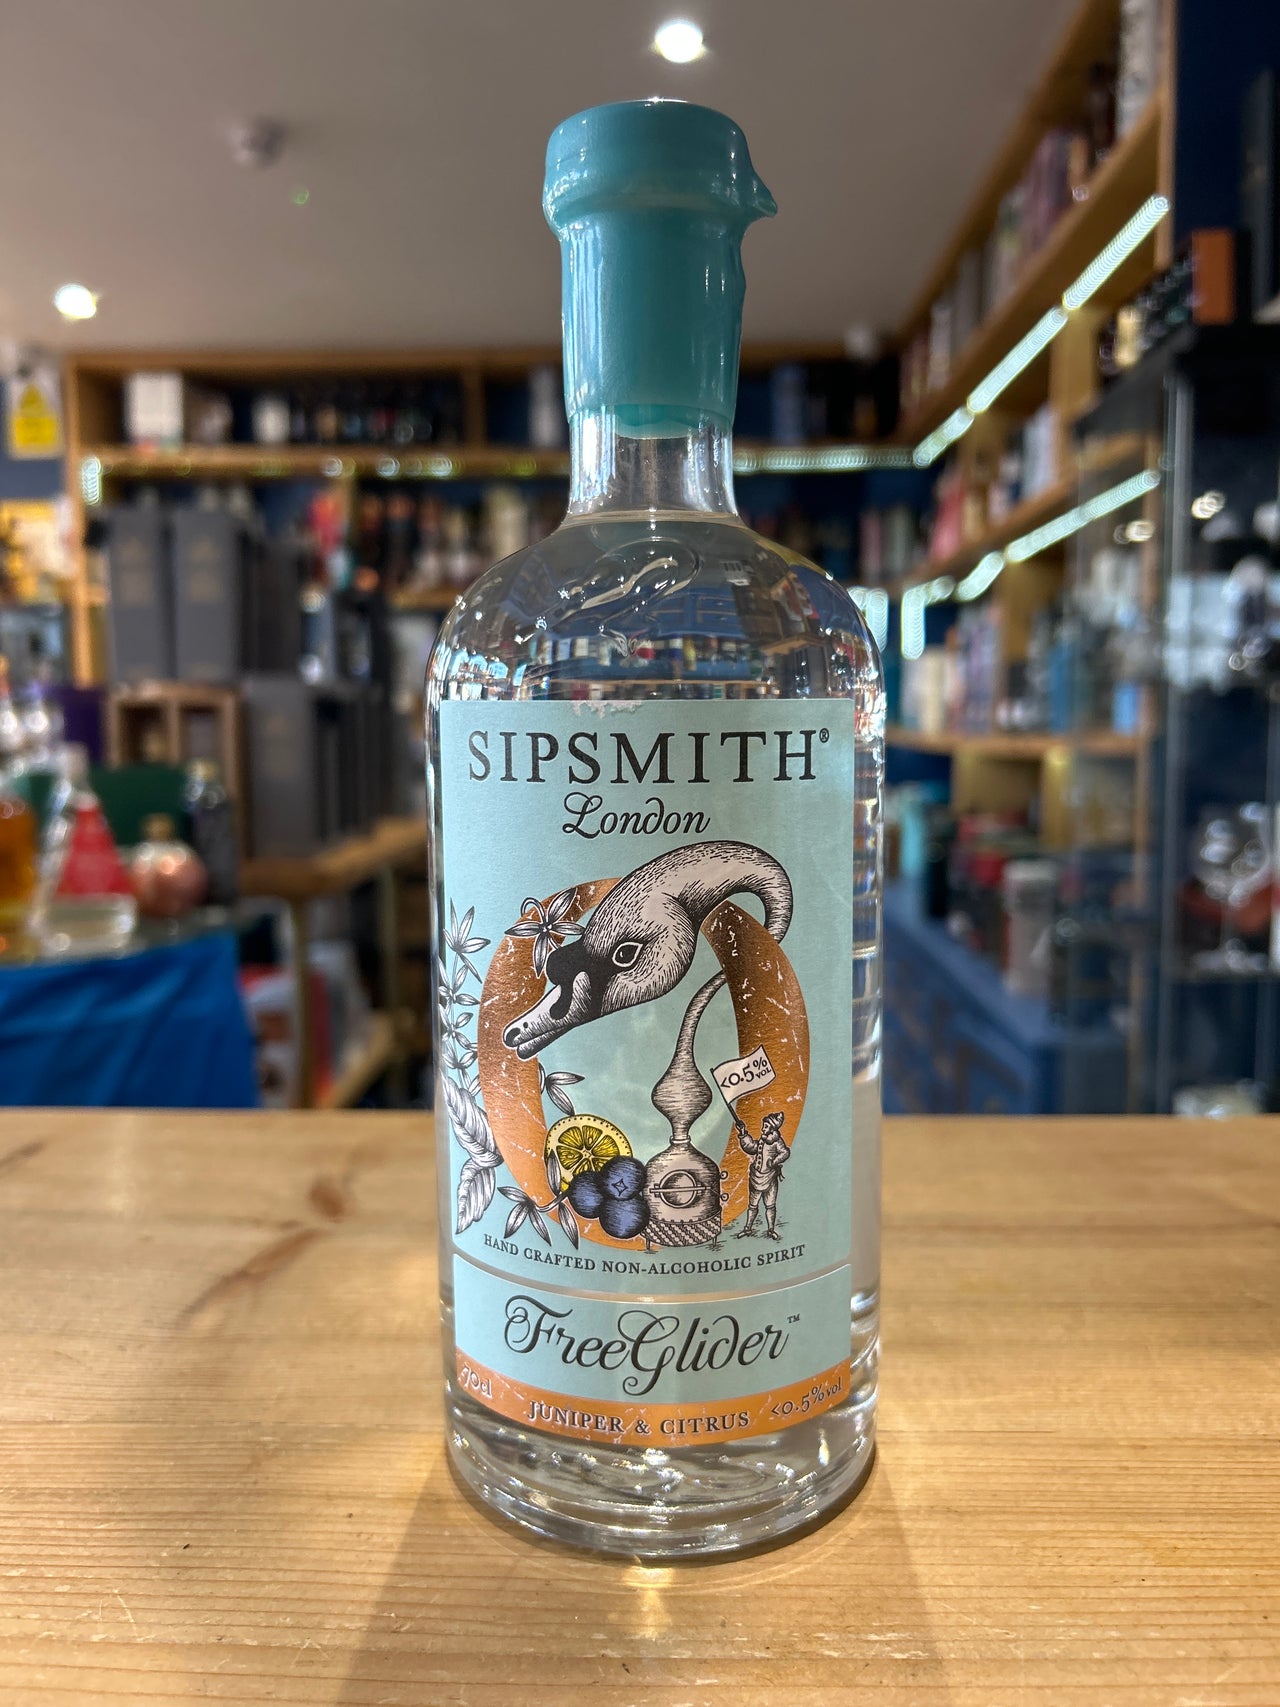 SIPSMITH®
London
<0.5%
VOL
HAND CRAFTED NON-ALCOHOLIC SPIRIT
FreeGlider™
70cl JUNIPER & CITRUS <0.5%vol